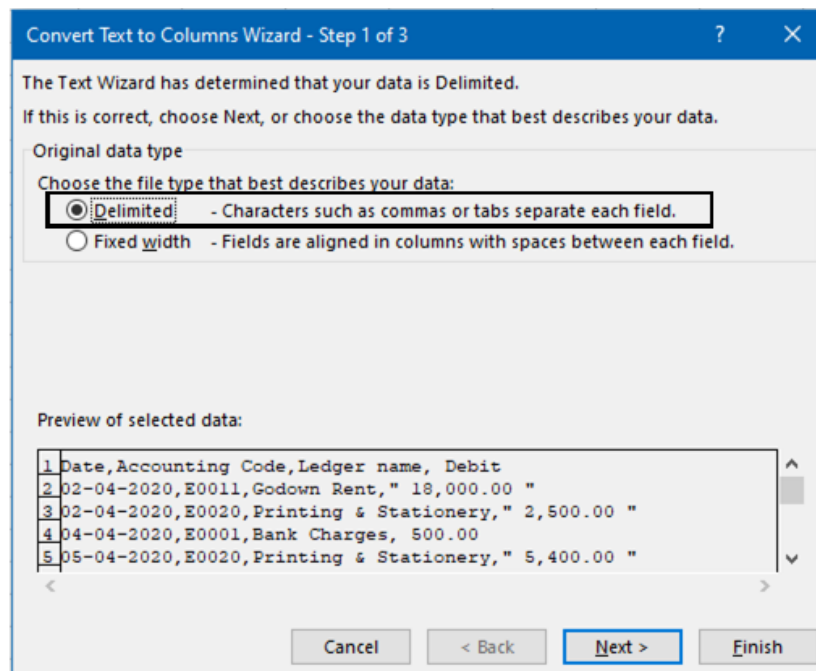 Convert Text to Columns Wizard - Step 1 of 3 ?
The Text Wizard has determined that your data is Delimited.
If this is correct, choose Next, or choose the data type that best describes your data.
Original data type
Choose the file type that best describes your data:
Delimited - Characters such as commas or tabs separate each field.
Fixed width - Fields are aligned in columns with spaces between each field.
Preview of selected data:
1 Date,Accounting Code,Ledger name, Debit
2 02-04-2020,E0011,Godown Rent," 18,000.00 "
3 02-04-2020,E0020,Printing & Stationery," 2,500.00 "
4 04-04-2020,E0001,Bank Charges, 500.00
5 05-04-2020,E0020,Printing & Stationery," 5,400.00 "
Cancel < Back Next > Finish